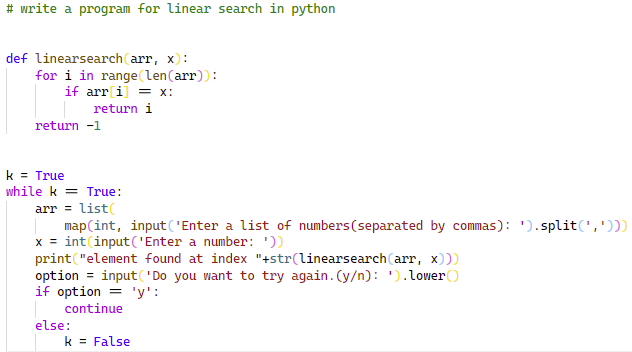 # write a program for linear search in python
def linearsearch(arr, x):
for i in range(len(arr)):
if arr[i] == x:
return i
return -1
k = True
while k == True:
arr = list(
map(int, input('Enter a list of numbers(separated by commas): ').split(',')))
x = int(input('Enter a number: '))
print("element found at index "+str(linearsearch(arr, x)))
option = input('Do you want to try again.(y/n): ').lower()
if option == 'y':
continue
else:
k = False